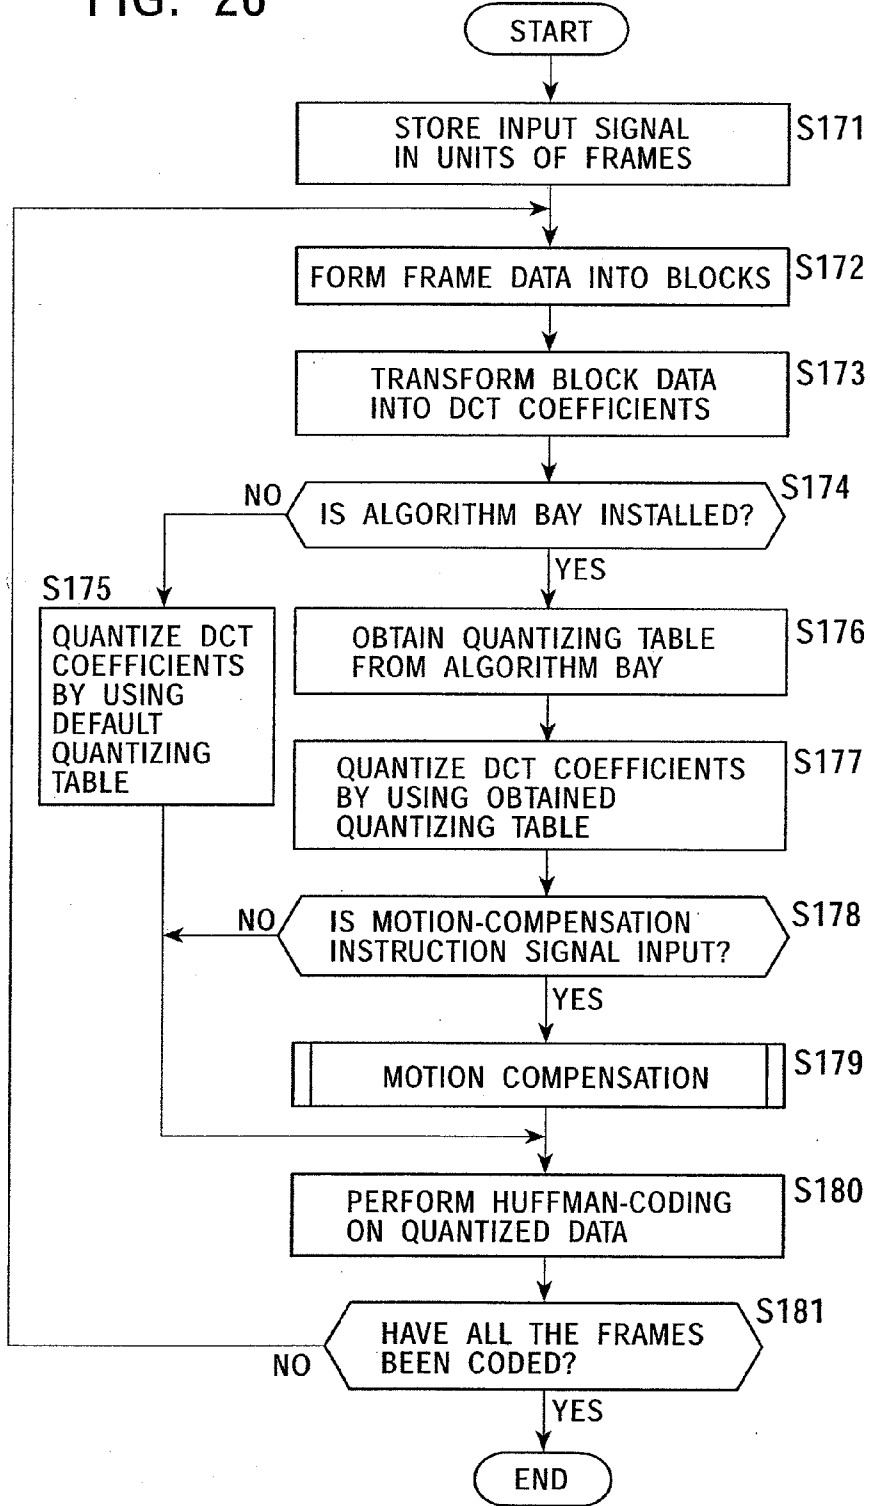 FIG. 26
START
STORE INPUT SIGNAL
IN UNITS OF FRAMES
S171
FORM FRAME DATA INTO BLOCKS
S172
TRANSFORM BLOCK DATA
INTO DCT COEFFICIENTS
S173
IS ALGORITHM BAY INSTALLED?
S174
NO
YES
S175
QUANTIZE DCT
COEFFICIENTS
BY USING
DEFAULT
QUANTIZING
TABLE
OBTAIN QUANTIZING TABLE
FROM ALGORITHM BAY
S176
QUANTIZE DCT COEFFICIENTS
BY USING OBTAINED
QUANTIZING TABLE
S177
IS MOTION-COMPENSATION
INSTRUCTION SIGNAL INPUT?
S178
NO
YES
MOTION COMPENSATION
S179
PERFORM HUFFMAN-CODING
ON QUANTIZED DATA
S180
HAVE ALL THE FRAMES
BEEN CODED?
S181
NO
YES
END